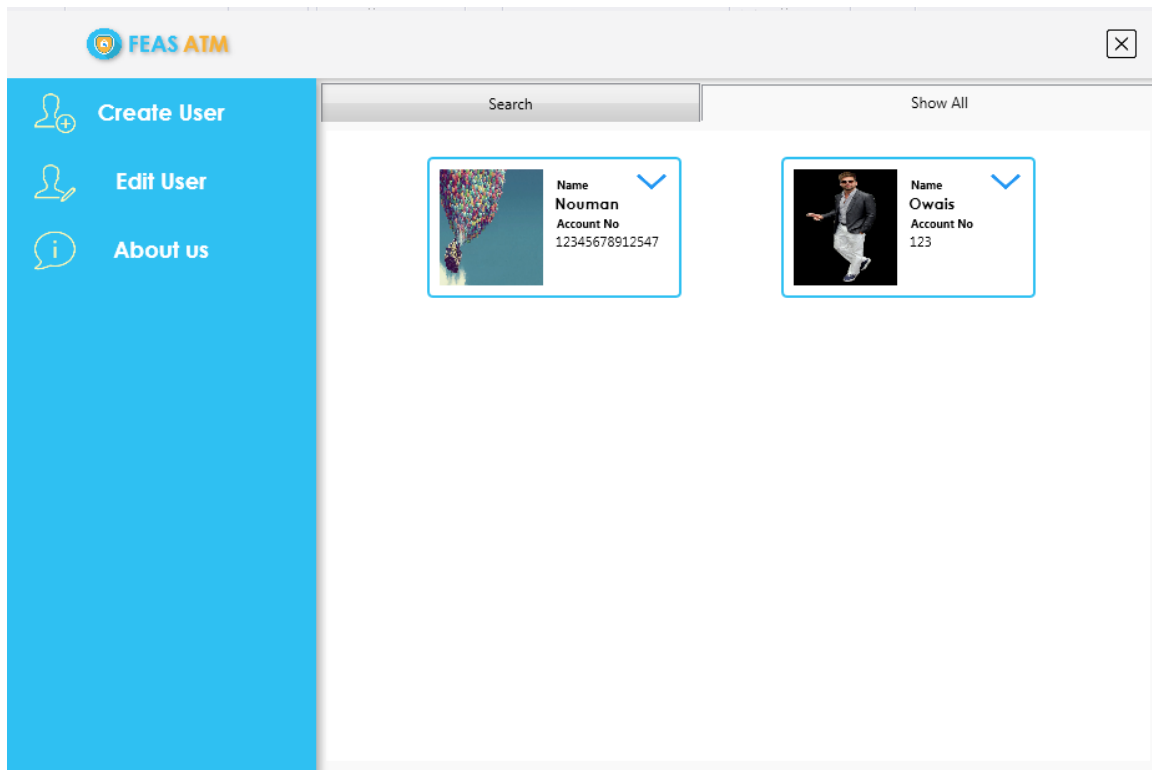 FEAS ATM
Create User
Edit User
About us
Search
Show All
Name
Nouman
Account No
12345678912547
Name
Owais
Account No
123